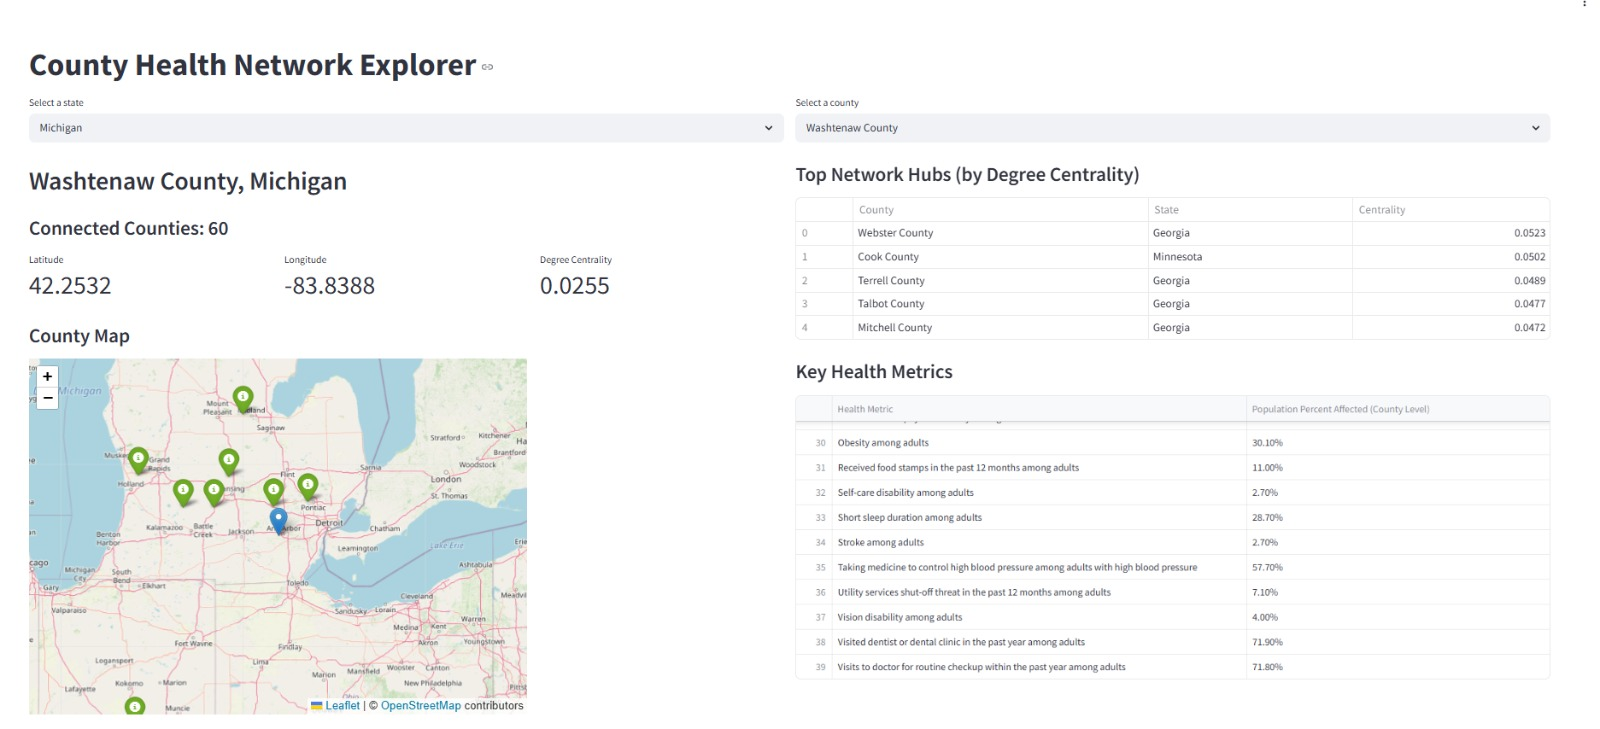 County Health Network Explorer
Select a state
Michigan
Select a county
Washtenaw County
Washtenaw County, Michigan
Connected Counties: 60
Latitude
42.2532
Longitude
-83.8388
Degree Centrality
0.0255
County Map
+
−
Michigan
Mount
Pleasant
Saginaw
Grand
Rapids
Holland
Flint
Pontiac
Sarnia
Stratford
Kitchener
Brantford
Woodstock
London
St. Thomas
Kalamazoo
Battle
Creek
Jackson
Detroit
Chatham
Benton
Harbor
Leamington
Lake Erie
Erie
Michigan
City
South
Bend
Elkhart
Gary
Toledo
Ashtabula
Valparaiso
Sandusky
Lorain
Cleveland
Medina
Kent
Akron
Warren
Youngstown
Fort Wayne
Findlay
Logansport
Lima
Marion
Mansfield
Wooster
Canton
New Philadelphia
Lafayette
Kokomo
Marion
Muncie
Leaflet | © OpenStreetMap contributors
Top Network Hubs (by Degree Centrality)
County State Centrality
0 Webster County Georgia 0.0523
1 Cook County Minnesota 0.0502
2 Terrell County Georgia 0.0489
3 Talbot County Georgia 0.0477
4 Mitchell County Georgia 0.0472
Key Health Metrics
Health Metric Population Percent Affected (County Level)
30 Obesity among adults 30.10%
31 Received food stamps in the past 12 months among adults 11.00%
32 Self-care disability among adults 2.70%
33 Short sleep duration among adults 28.70%
34 Stroke among adults 2.70%
35 Taking medicine to control high blood pressure among adults with high blood pressure 57.70%
36 Utility services shut-off threat in the past 12 months among adults 7.10%
37 Vision disability among adults 4.00%
38 Visited dentist or dental clinic in the past year among adults 71.90%
39 Visits to doctor for routine checkup within the past year among adults 71.80%